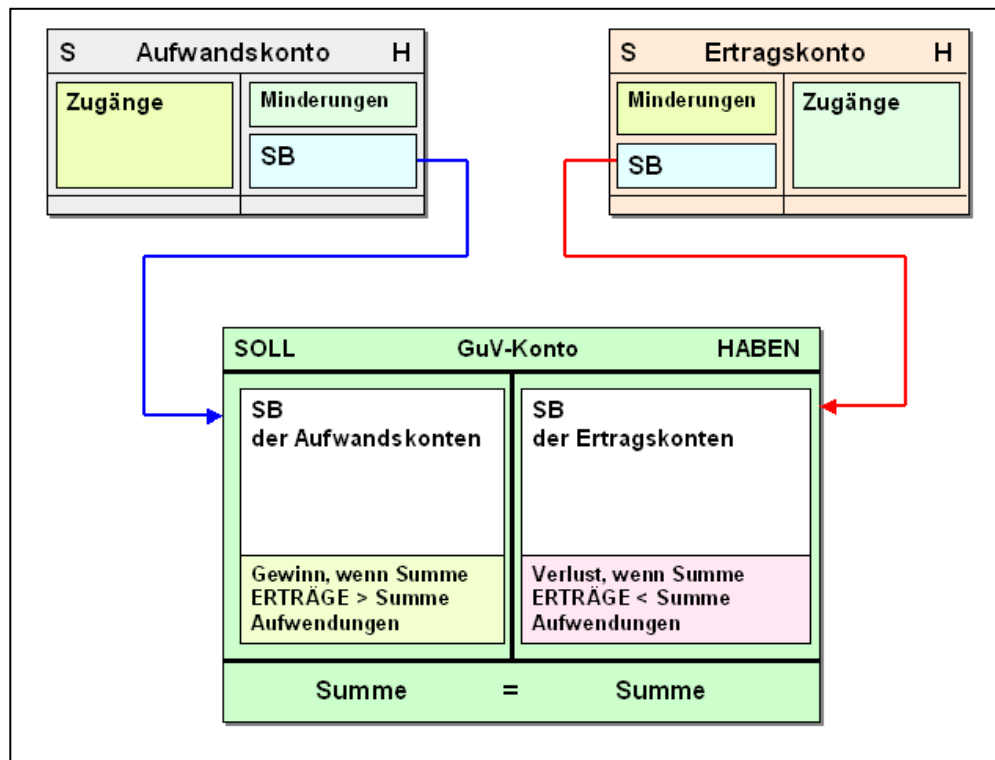 S Aufwandskonto H
Zugänge
Minderungen
SB
S Ertragskonto H
Minderungen
SB
Zugänge
SOLL GuV-Konto HABEN
SB
der Aufwandskonten
Gewinn, wenn Summe
ERTRÄGE > Summe
Aufwendungen
SB
der Ertragskonten
Verlust, wenn Summe
ERTRÄGE < Summe
Aufwendungen
Summe = Summe